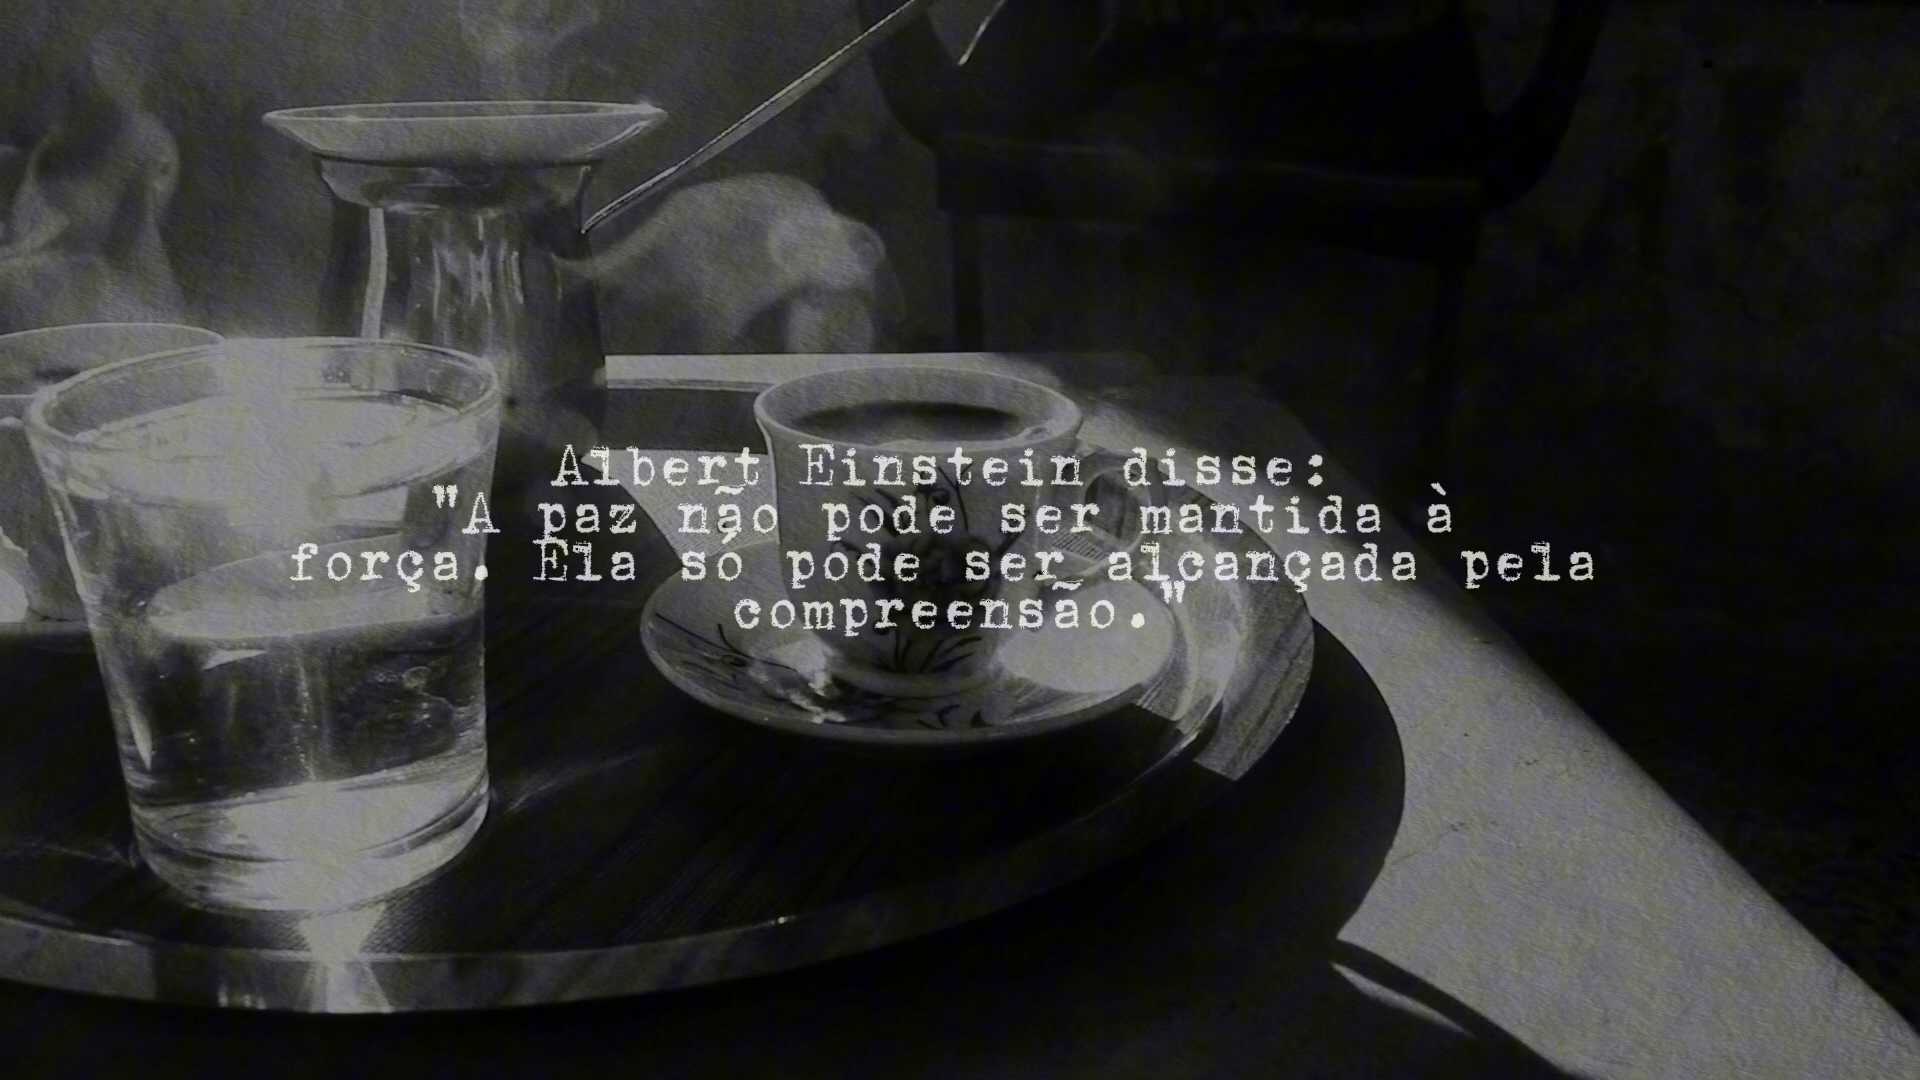 Albert Einstein disse:
"A paz não pode ser mantida à
força. Ela só pode ser alcançada pela
compreensão."